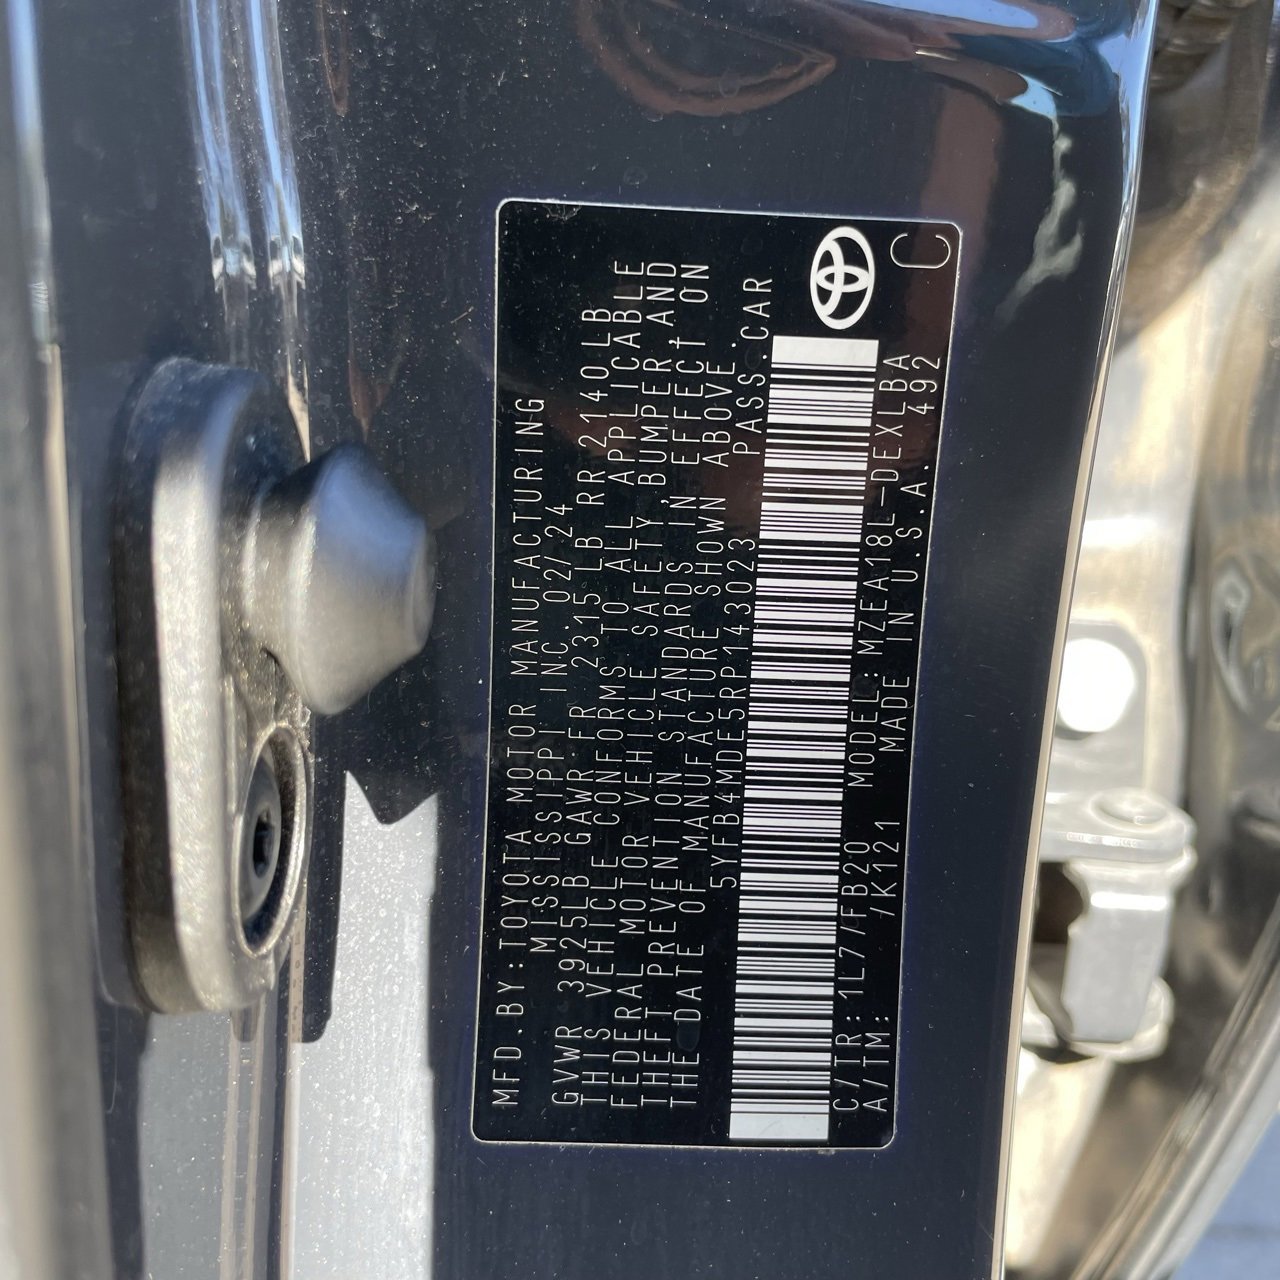 MFD.BY:TOYOTA MOTOR MANUFACTURING
MISSISSIPPI INC. 02/24
GVWR 3925LB GAWR FR 2315 LB RR 2140LB
THIS VEHICLE CONFORMS TO ALL APPLICABLE
FEDERAL MOTOR VEHICLE SAFETY,BUMPER,AND
THEFT PREVENTION STANDARDS IN EFFECT ON
THE DATE OF MANUFACTURE SHOWN ABOVE.
5YFB4MDE5RP143023 PASS.CAR
C/TR:1L7/FB20 MODEL:MZEA18L-DEXLBA
A/TM: /K121 MADE IN U.S.A. 492
C